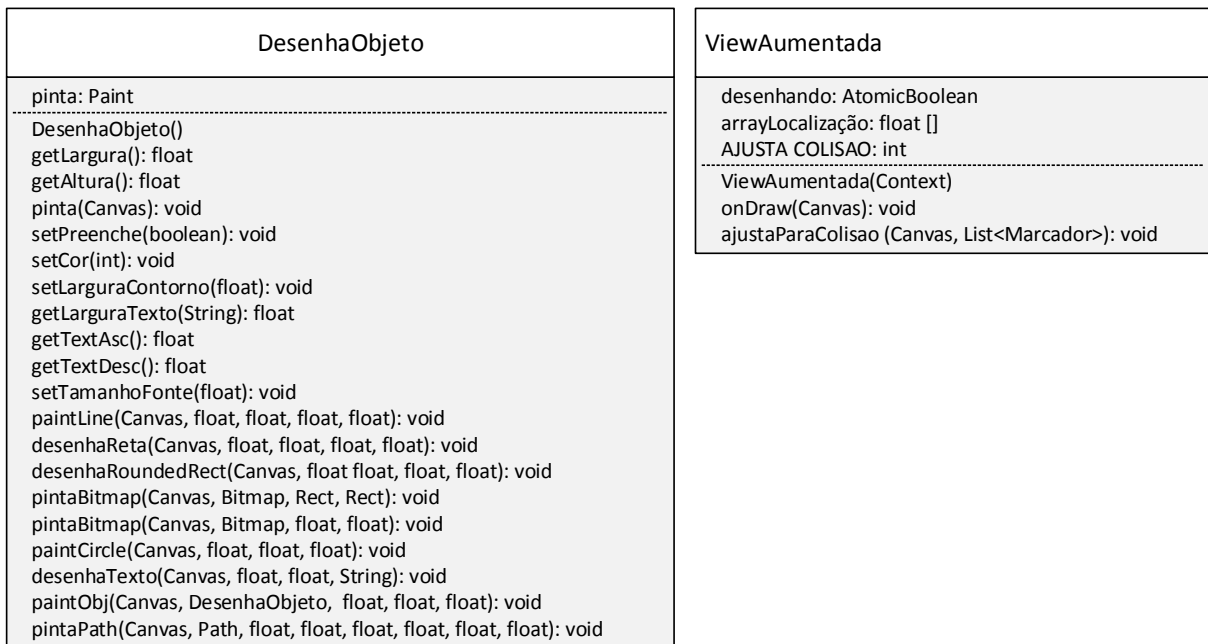 DesenhaObjeto
pinta: Paint
DesenhaObjeto()
getLargura(): float
getAltura(): float
pinta(Canvas): void
setPreenche(boolean): void
setCor(int): void
setLarguraContorno(float): void
getLarguraTexto(String): float
getTextAsc(): float
getTextDesc(): float
setTamanhoFonte(float): void
paintLine(Canvas, float, float, float, float): void
desenhaReta(Canvas, float, float, float, float): void
desenhaRoundedRect(Canvas, float float, float, float): void
pintaBitmap(Canvas, Bitmap, Rect, Rect): void
pintaBitmap(Canvas, Bitmap, float, float): void
paintCircle(Canvas, float, float, float): void
desenhaTexto(Canvas, float, float, String): void
paintObj(Canvas, DesenhaObjeto, float, float, float): void
pintaPath(Canvas, Path, float, float, float, float, float, float): void
ViewAumentada
desenhando: AtomicBoolean
arrayLocalização: float []
AJUSTA COLISAO: int
ViewAumentada(Context)
onDraw(Canvas): void
ajustaParaColisao (Canvas, List<Marcador>): void